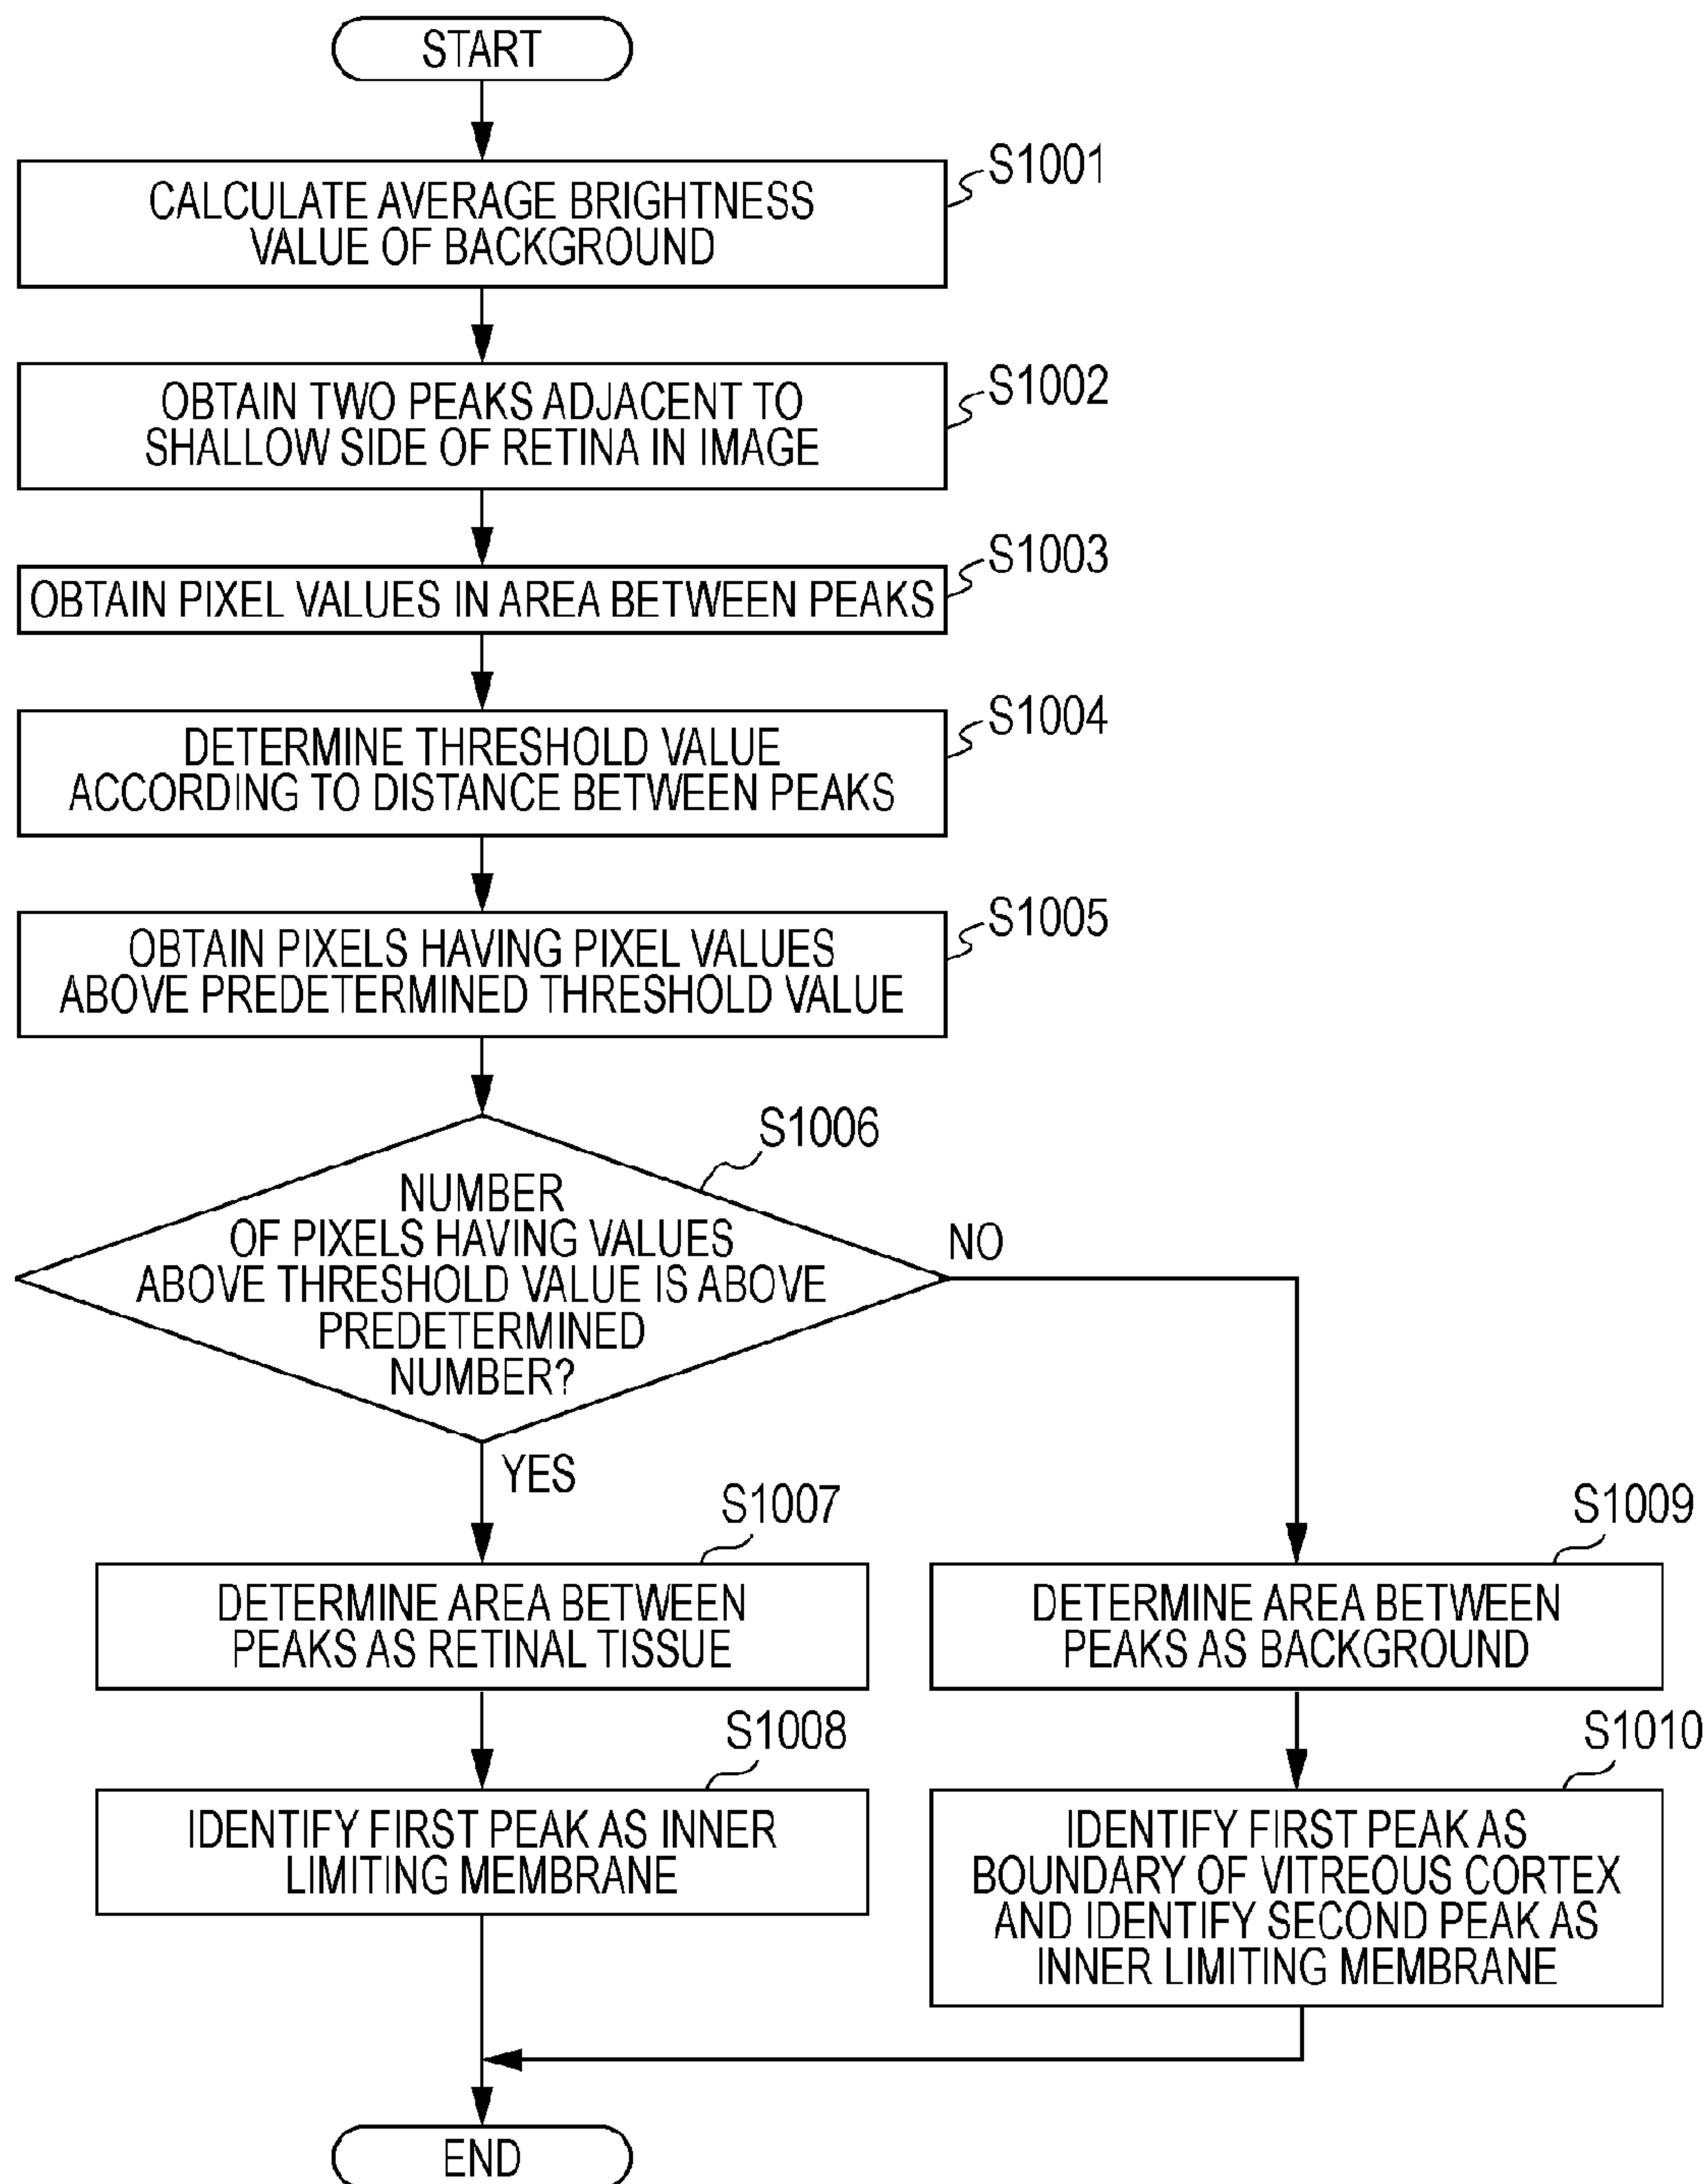 START
S1001
CALCULATE AVERAGE BRIGHTNESS
VALUE OF BACKGROUND
S1002
OBTAIN TWO PEAKS ADJACENT TO
SHALLOW SIDE OF RETINA IN IMAGE
S1003
OBTAIN PIXEL VALUES IN AREA BETWEEN PEAKS
S1004
DETERMINE THRESHOLD VALUE
ACCORDING TO DISTANCE BETWEEN PEAKS
S1005
OBTAIN PIXELS HAVING PIXEL VALUES
ABOVE PREDETERMINED THRESHOLD VALUE
S1006
NUMBER
OF PIXELS HAVING VALUES
ABOVE THRESHOLD VALUE IS ABOVE
PREDETERMINED
NUMBER?
NO
YES
S1007
DETERMINE AREA BETWEEN
PEAKS AS RETINAL TISSUE
S1008
IDENTIFY FIRST PEAK AS INNER
LIMITING MEMBRANE
S1009
DETERMINE AREA BETWEEN
PEAKS AS BACKGROUND
S1010
IDENTIFY FIRST PEAK AS
BOUNDARY OF VITREOUS CORTEX
AND IDENTIFY SECOND PEAK AS
INNER LIMITING MEMBRANE
END